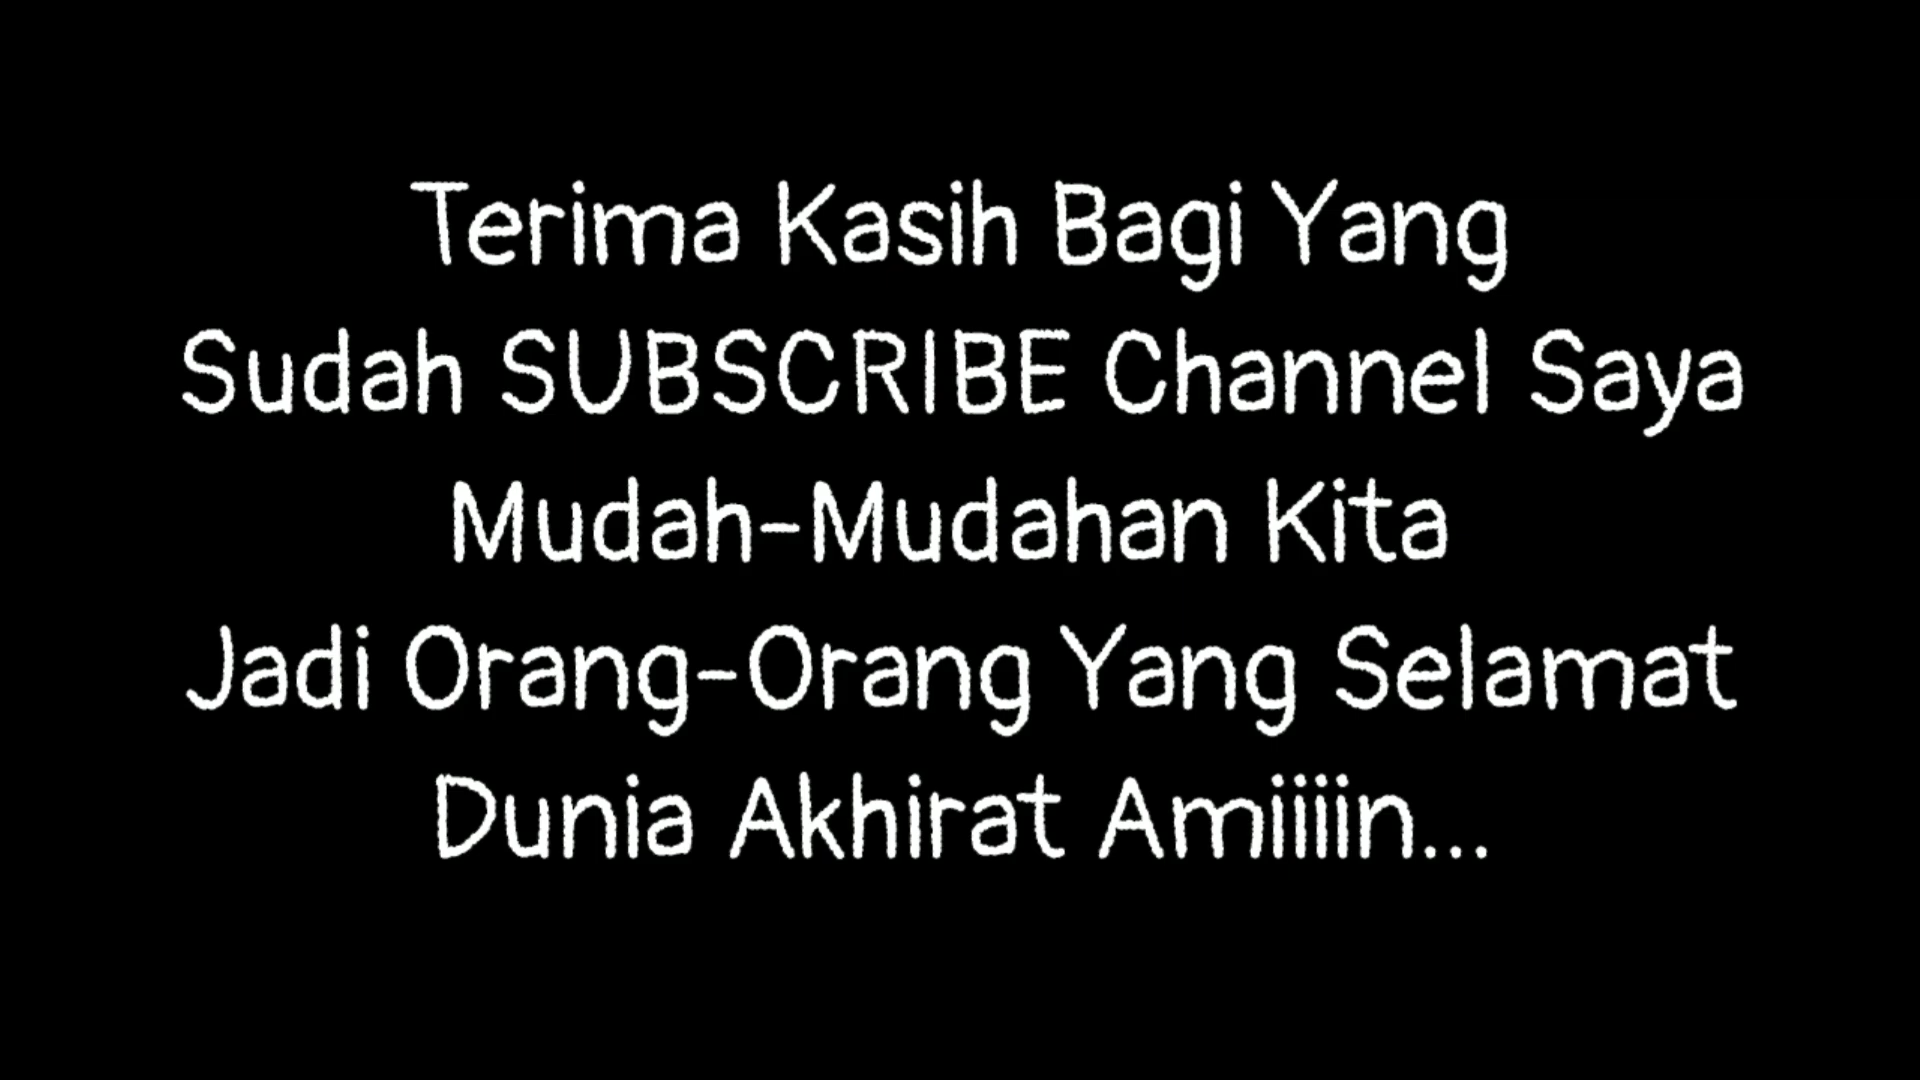 Terima Kasih Bagi Yang
Sudah SUBSCRIBE Channel Saya
Mudah-Mudahan Kita
Jadi Orang-Orang Yang Selamat
Dunia Akhirat Amiiiin...